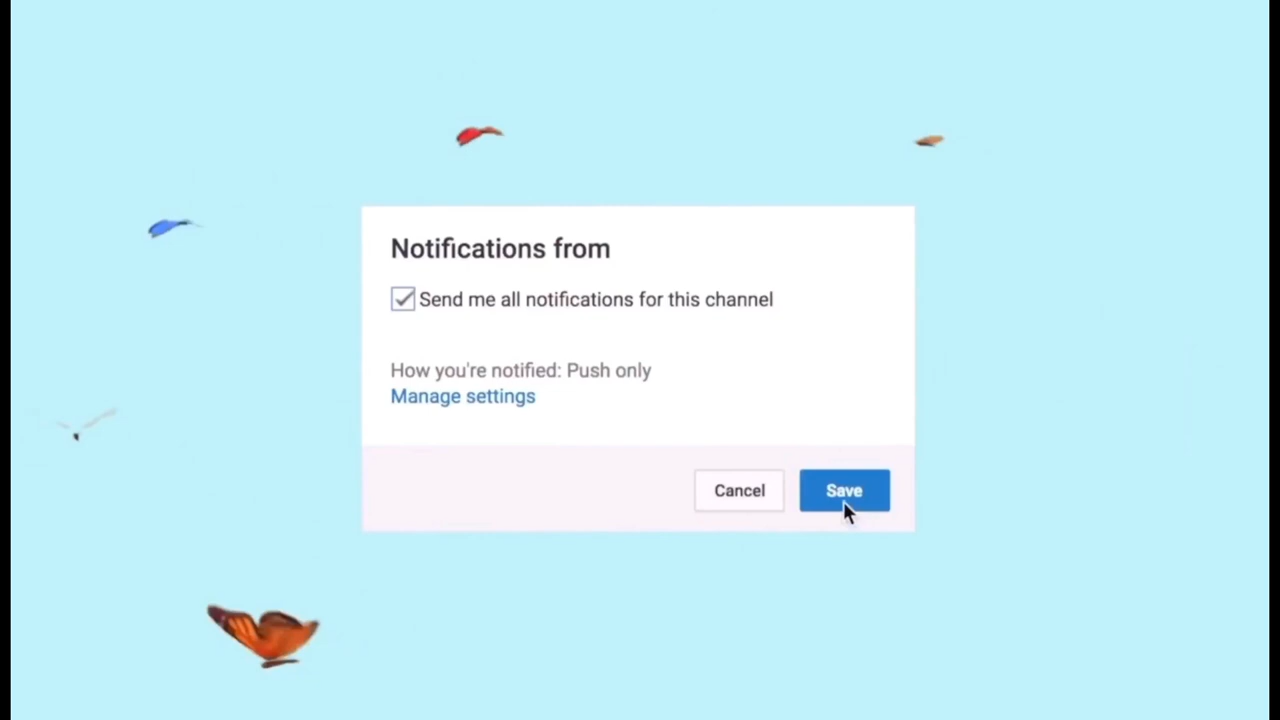 Notifications from
Send me all notifications for this channel
How you're notified: Push only
Manage settings
Cancel Save